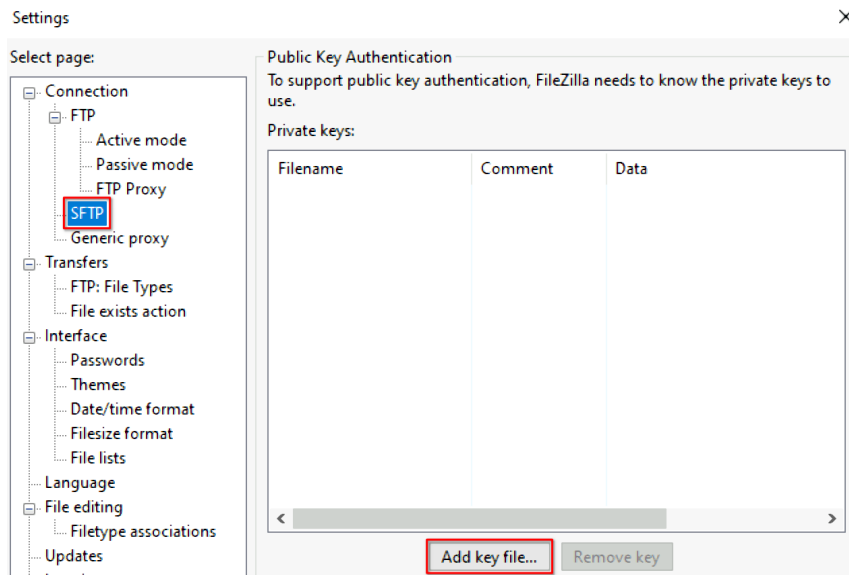 Settings
Select page:
Connection
FTP
Active mode
Passive mode
FTP Proxy
SFTP
Generic proxy
Transfers
FTP: File Types
File exists action
Interface
Passwords
Themes
Date/time format
Filesize format
File lists
Language
File editing
Filetype associations
Updates
Public Key Authentication
To support public key authentication, FileZilla needs to know the private keys to
use.
Private keys:
Filename Comment Data
Add key file... Remove key